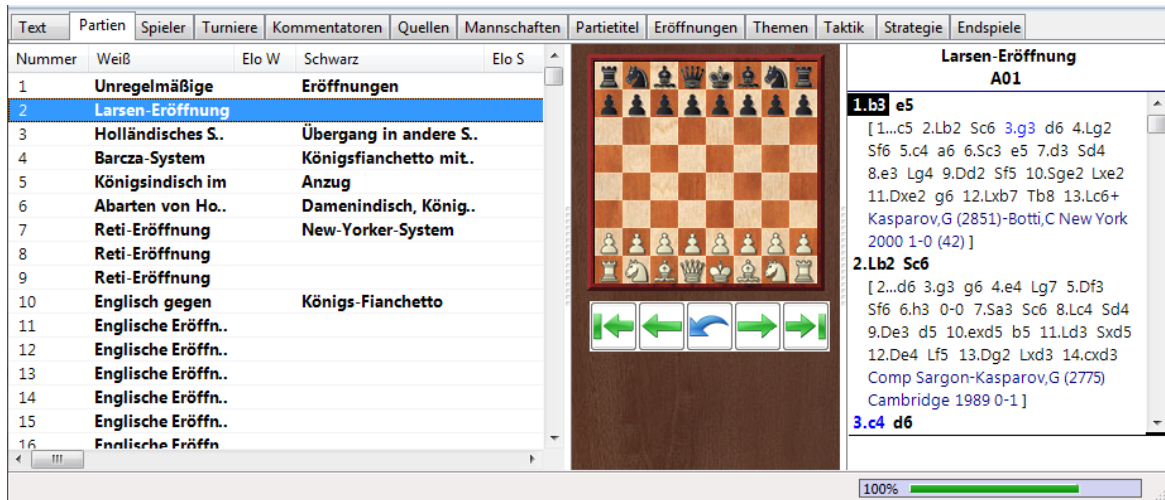 Text Partien Spieler Turniere Kommentatoren Quellen Mannschaften Partietitel Eröffnungen Themen Taktik Strategie Endspiele
Nummer Weiß Elo W Schwarz Elo S
1 Unregelmäßige Eröffnungen
2 Larsen-Eröffnung
3 Holländisches S.. Übergang in andere S..
4 Barcza-System Königsfianchetto mit..
5 Königsindisch im Anzug
6 Abarten von Ho.. Damenindisch, König..
7 Reti-Eröffnung New-Yorker-System
8 Reti-Eröffnung
9 Reti-Eröffnung
10 Englisch gegen Königs-Fianchetto
11 Englische Eröffn..
12 Englische Eröffn..
13 Englische Eröffn..
14 Englische Eröffn..
15 Englische Eröffn..
16 Englische Eröffn
Larsen-Eröffnung
A01
1.b3 e5
[ 1...c5 2.Lb2 Sc6 3.g3 d6 4.Lg2
Sf6 5.c4 a6 6.Sc3 e5 7.d3 Sd4
8.e3 Lg4 9.Dd2 Sf5 10.Sge2 Lxe2
11.Dxe2 g6 12.Lxb7 Tb8 13.Lc6+
Kasparov,G (2851)-Botti,C New York
2000 1-0 (42) ]
2.Lb2 Sc6
[ 2...d6 3.g3 g6 4.e4 Lg7 5.Df3
Sf6 6.h3 0-0 7.Sa3 Sc6 8.Lc4 Sd4
9.De3 d5 10.exd5 b5 11.Ld3 Sxd5
12.De4 Lf5 13.Dg2 Lxd3 14.cxd3
Comp Sargon-Kasparov,G (2775)
Cambridge 1989 0-1 ]
3.c4 d6
100%